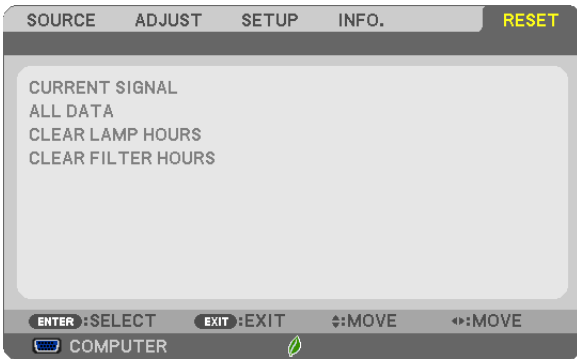 SOURCE ADJUST SETUP INFO. RESET
CURRENT SIGNAL
ALL DATA
CLEAR LAMP HOURS
CLEAR FILTER HOURS
ENTER :SELECT EXIT :EXIT :MOVE :MOVE
COMPUTER